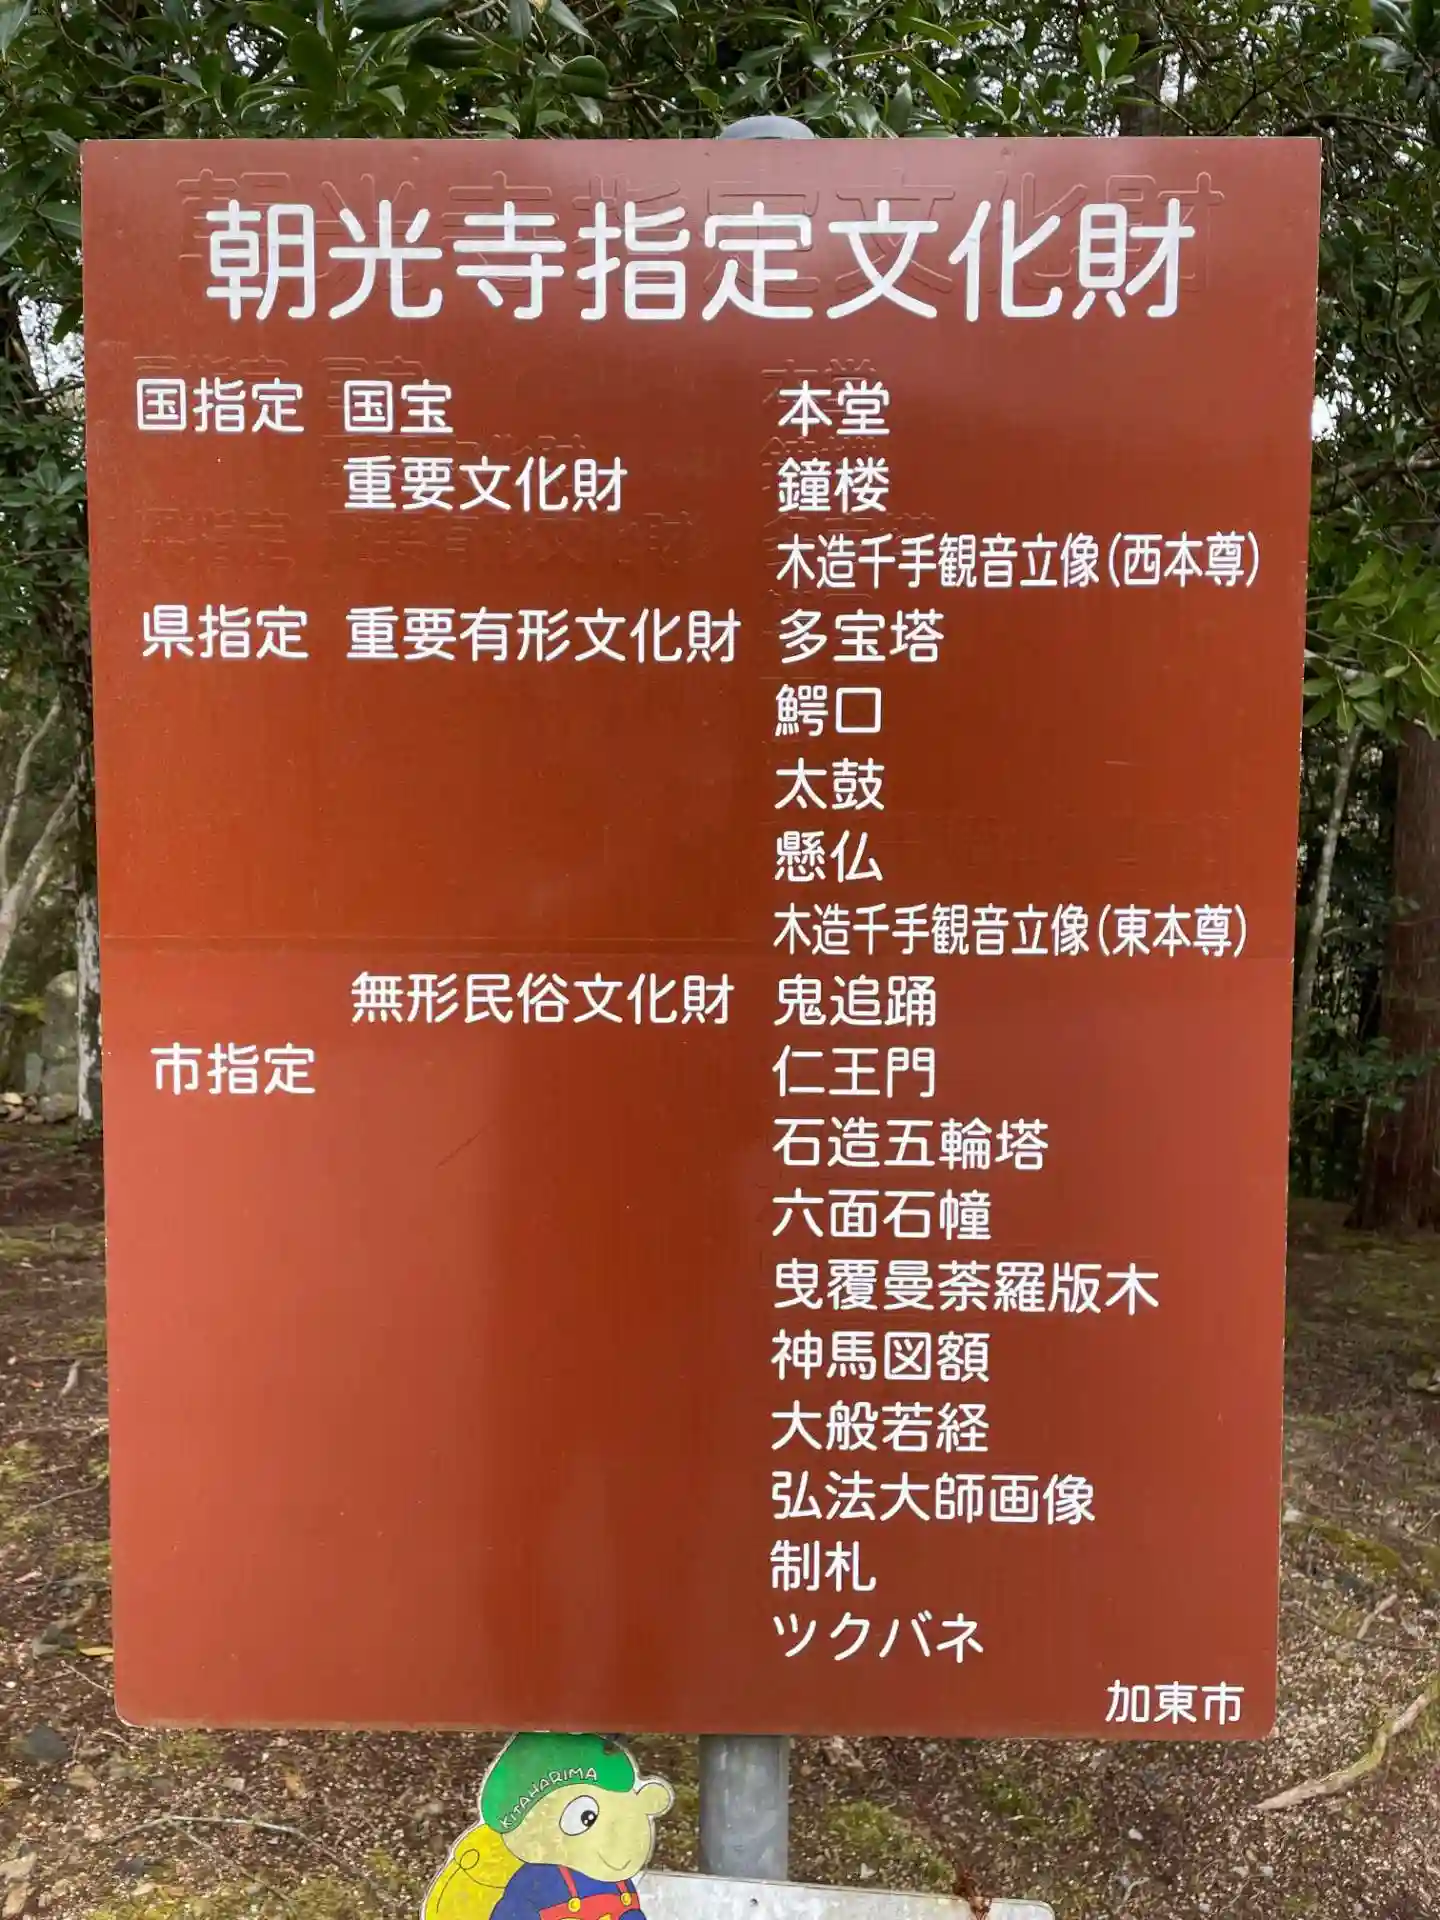 朝光寺指定文化財
国指定 国宝 本堂
重要文化財 鐘楼
木造千手観音立像（西本尊）
県指定 重要有形文化財 多宝塔
鰐口
太鼓
懸仏
木造千手観音立像（東本尊）
無形民俗文化財 鬼追踊
市指定 仁王門
石造五輪塔
六面石幢
曳覆曼荼羅版木
神馬図額
大般若経
弘法大師画像
制札
ツクバネ
加東市
KITAHARIMA